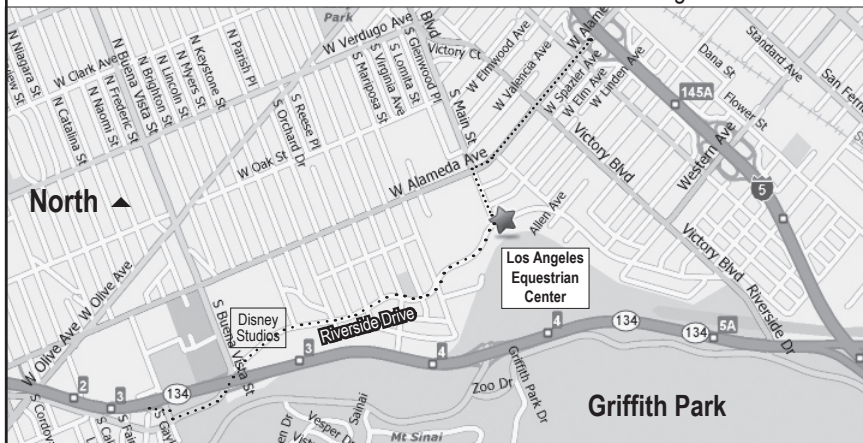 Park
W Verdugo Ave
Blvd
Victory Ct
W Elmwood Ave
W Valencia Ave
W Spazier Ave
W Elm Ave
W Linden Ave
Dana St
Standard Ave
San Fern
145A
Flower St
Western Ave
5
N Niagara St
W Clark Ave
N Catalina St
N Naomi St
N Frederic St
N Buena Vista St
N Brighton St
N Lincoln St
N Myers St
N Keystone St
N Parish Pl
S Reese Pl
S Orchard Dr
S Mariposa St
S Virginia Ave
S Lomita St
S Glenwood Pl
S Main St
W Oak St
W Alameda Ave
Victory Blvd
Allen Ave
North
Los Angeles
Equestrian
Center
Victory Blvd
Riverside Dr
W Olive Ave
W Olive Ave
Disney
Studios
Riverside Drive
S Buena Vista St
2
3
134
3
4
4
134
134
5A
Zoo Dr
Griffith Park Dr
Griffith Park
S Cordov
Vesper Dr
Sinai
Mt Sinai